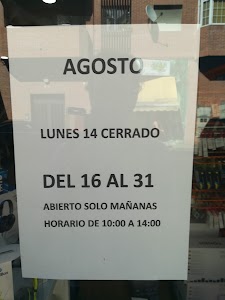 AGOSTO
LUNES 14 CERRADO
DEL 16 AL 31
ABIERTO SOLO MAÑANAS
HORARIO DE 10:00 A 14:00